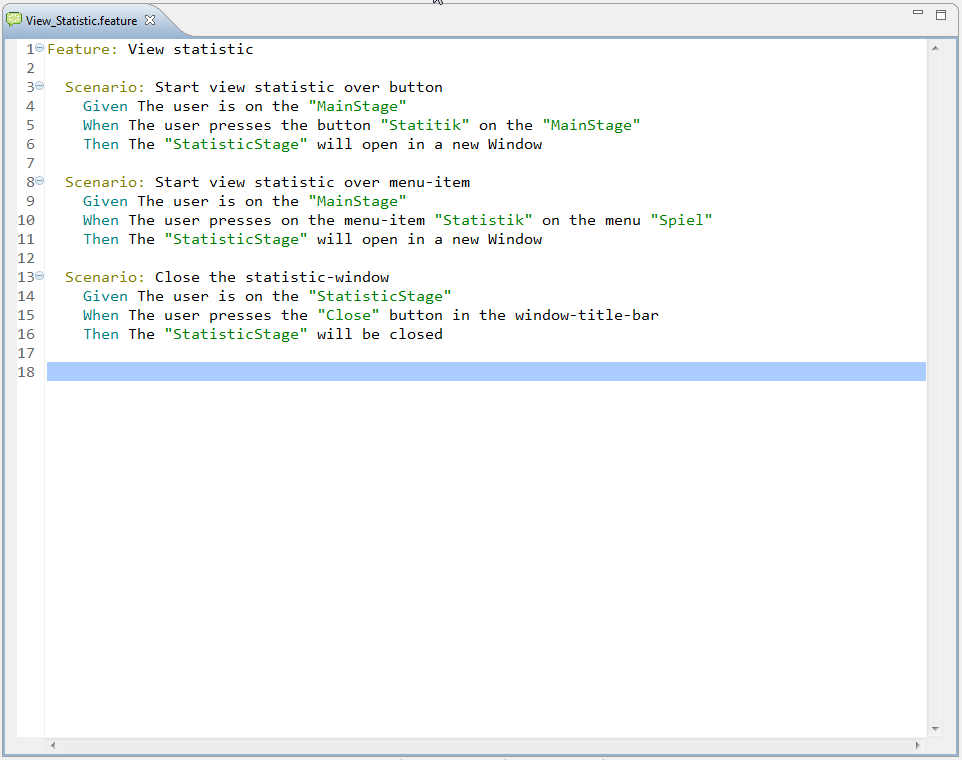 View_Statistic.feature
1 Feature: View statistic
2
3 Scenario: Start view statistic over button
4 Given The user is on the "MainStage"
5 When The user presses the button "Statitik" on the "MainStage"
6 Then The "StatisticStage" will open in a new Window
7
8 Scenario: Start view statistic over menu-item
9 Given The user is on the "MainStage"
10 When The user presses on the menu-item "Statistik" on the menu "Spiel"
11 Then The "StatisticStage" will open in a new Window
12
13 Scenario: Close the statistic-window
14 Given The user is on the "StatisticStage"
15 When The user presses the "Close" button in the window-title-bar
16 Then The "StatisticStage" will be closed
17
18